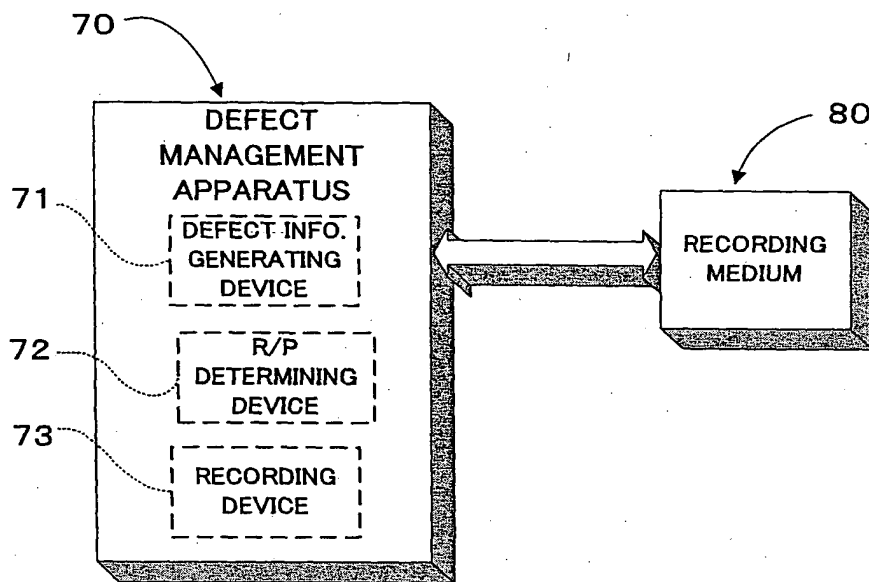 70
DEFECT
MANAGEMENT
APPARATUS
71
DEFECT INFO.
GENERATING
DEVICE
72
R/P
DETERMINING
DEVICE
73
RECORDING
DEVICE
80
RECORDING
MEDIUM